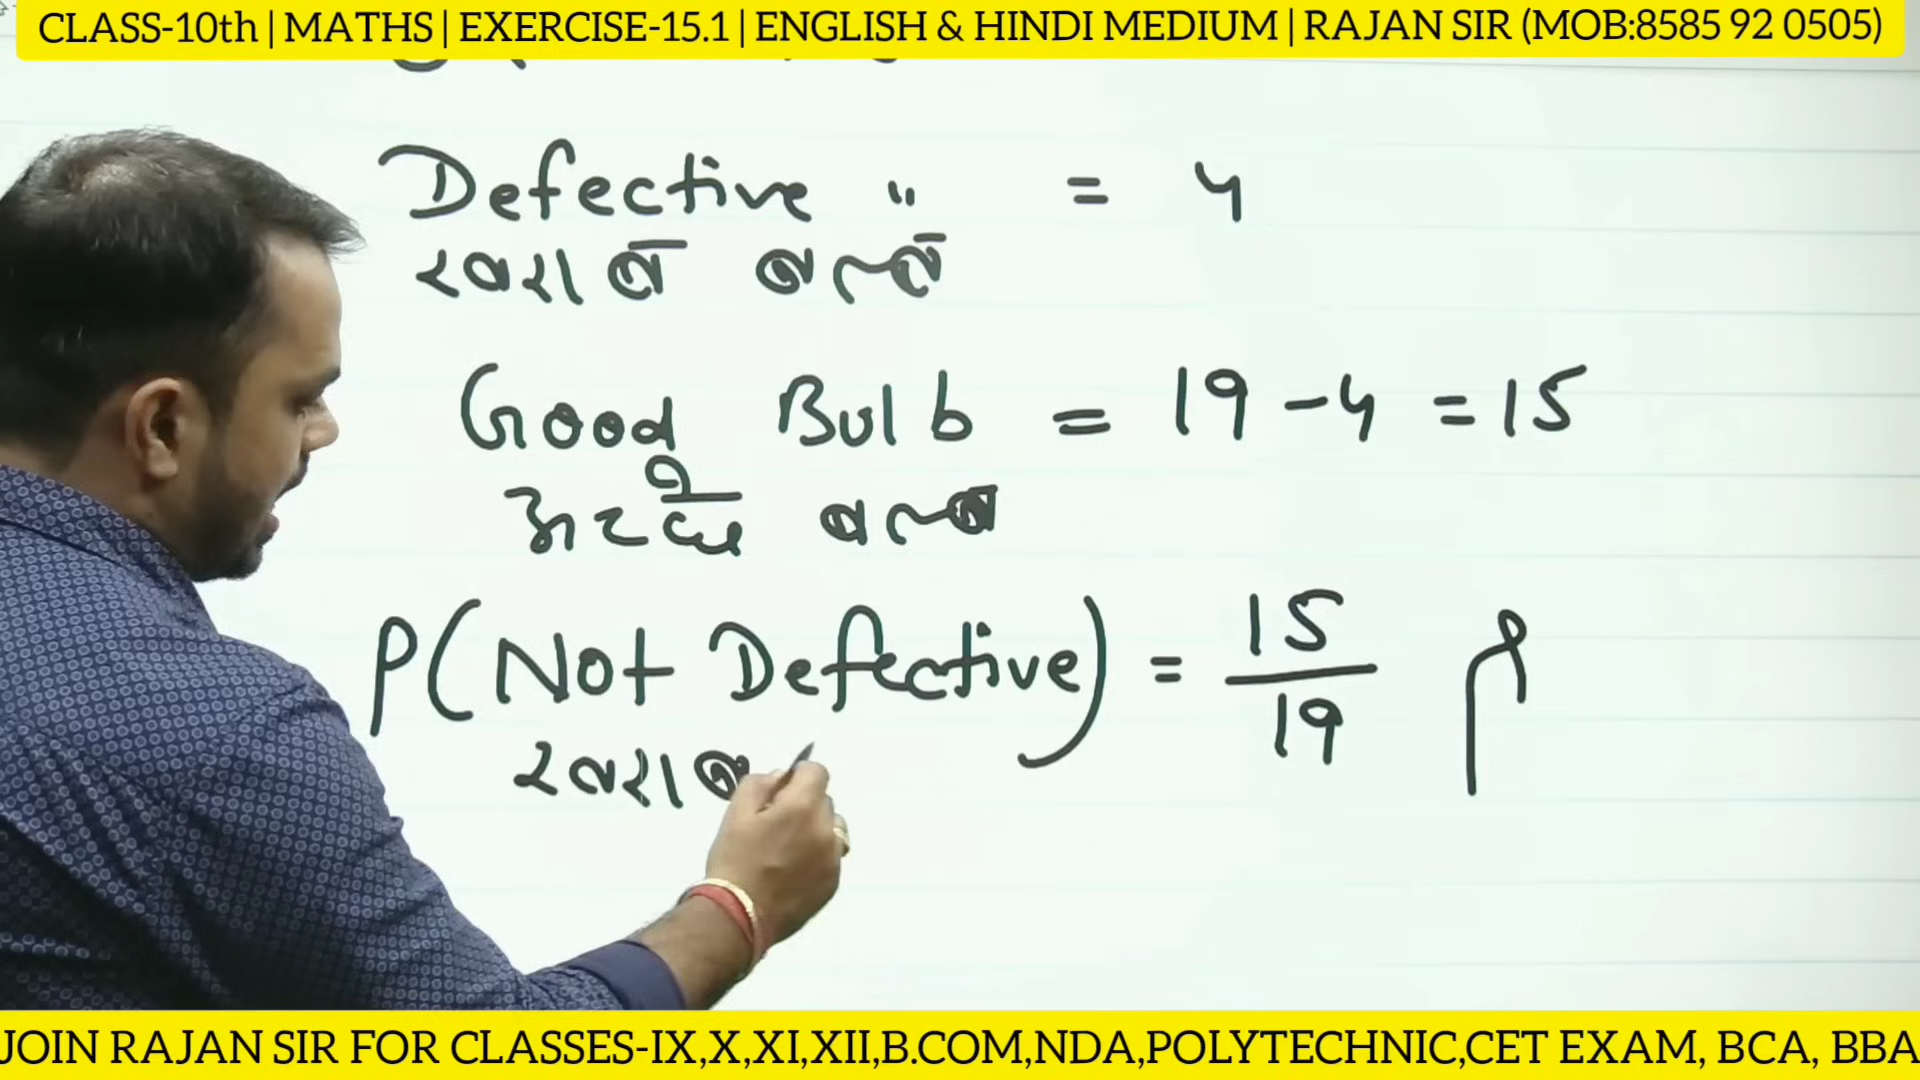 CLASS-10th | MATHS | EXERCISE-15.1 | ENGLISH & HINDI MEDIUM | RAJAN SIR (MOB:8585 92 0505)
Defective " = 4
खराब बल्ब
Good Bulb = 19 - 4 = 15
अच्छे बल्ब
P(Not Defective) = 15/19
खराब
JOIN RAJAN SIR FOR CLASSES-IX,X,XI,XII,B.COM,NDA,POLYTECHNIC,CET EXAM, BCA, BBA